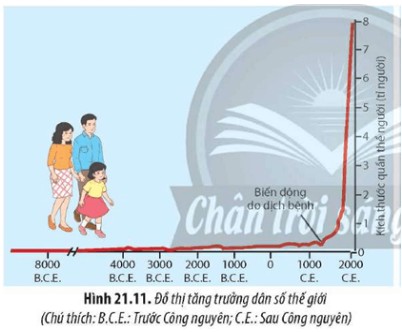 Kích thước quần thể người (tỉ người)
8
7
6
5
4
3
2
1
0
Biến động
do dịch bệnh
Chân trời sáng
8000 4000 3000 2000 1000 0 1000 2000
B.C.E. B.C.E. B.C.E. B.C.E. B.C.E. C.E. C.E.
Hình 21.11. Đồ thị tăng trưởng dân số thế giới
(Chú thích: B.C.E.: Trước Công nguyên; C.E.: Sau Công nguyên)